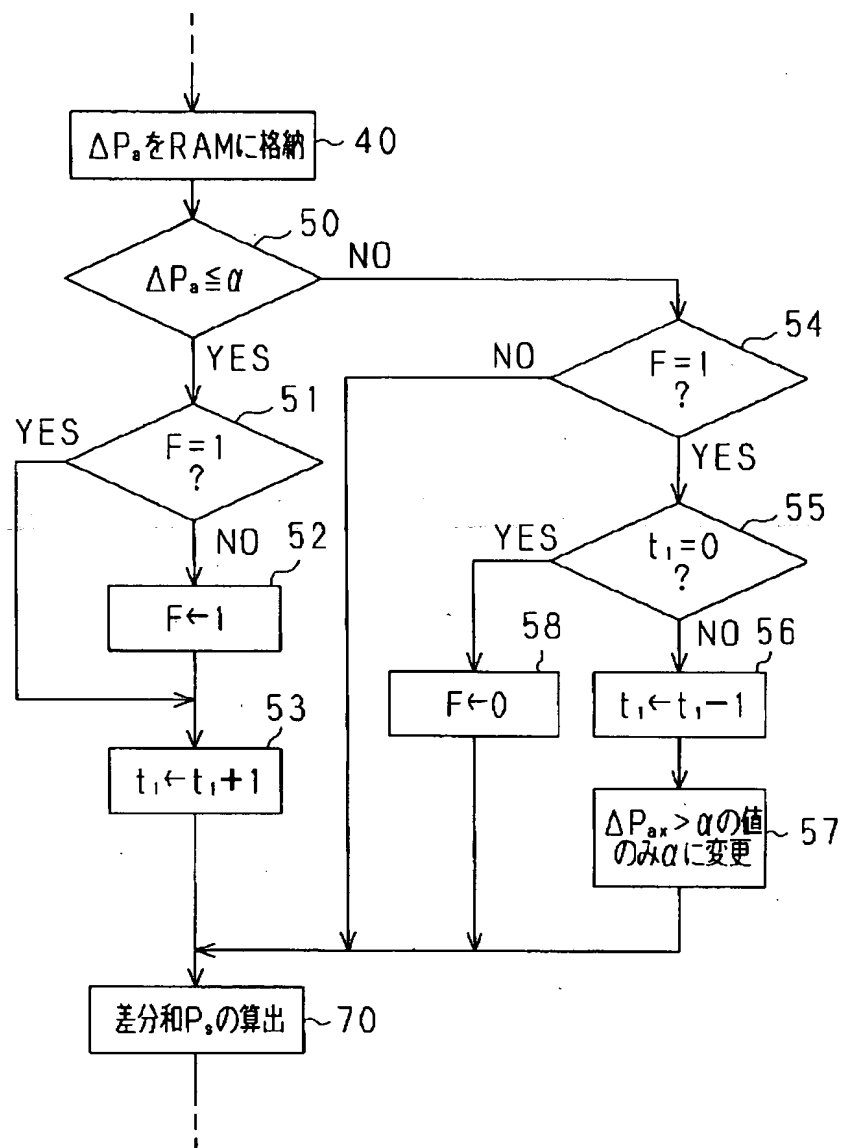 ΔPₐをRAMに格納
40
50
ΔPₐ≦α
NO
YES
54
F=1
?
NO
YES
51
F=1
?
YES
NO
55
t₁=0
?
YES
NO
52
F←1
58
F←0
56
t₁←t₁−1
53
t₁←t₁+1
ΔPₐₓ>αの値
のみαに変更
57
差分和Pₛの算出
70